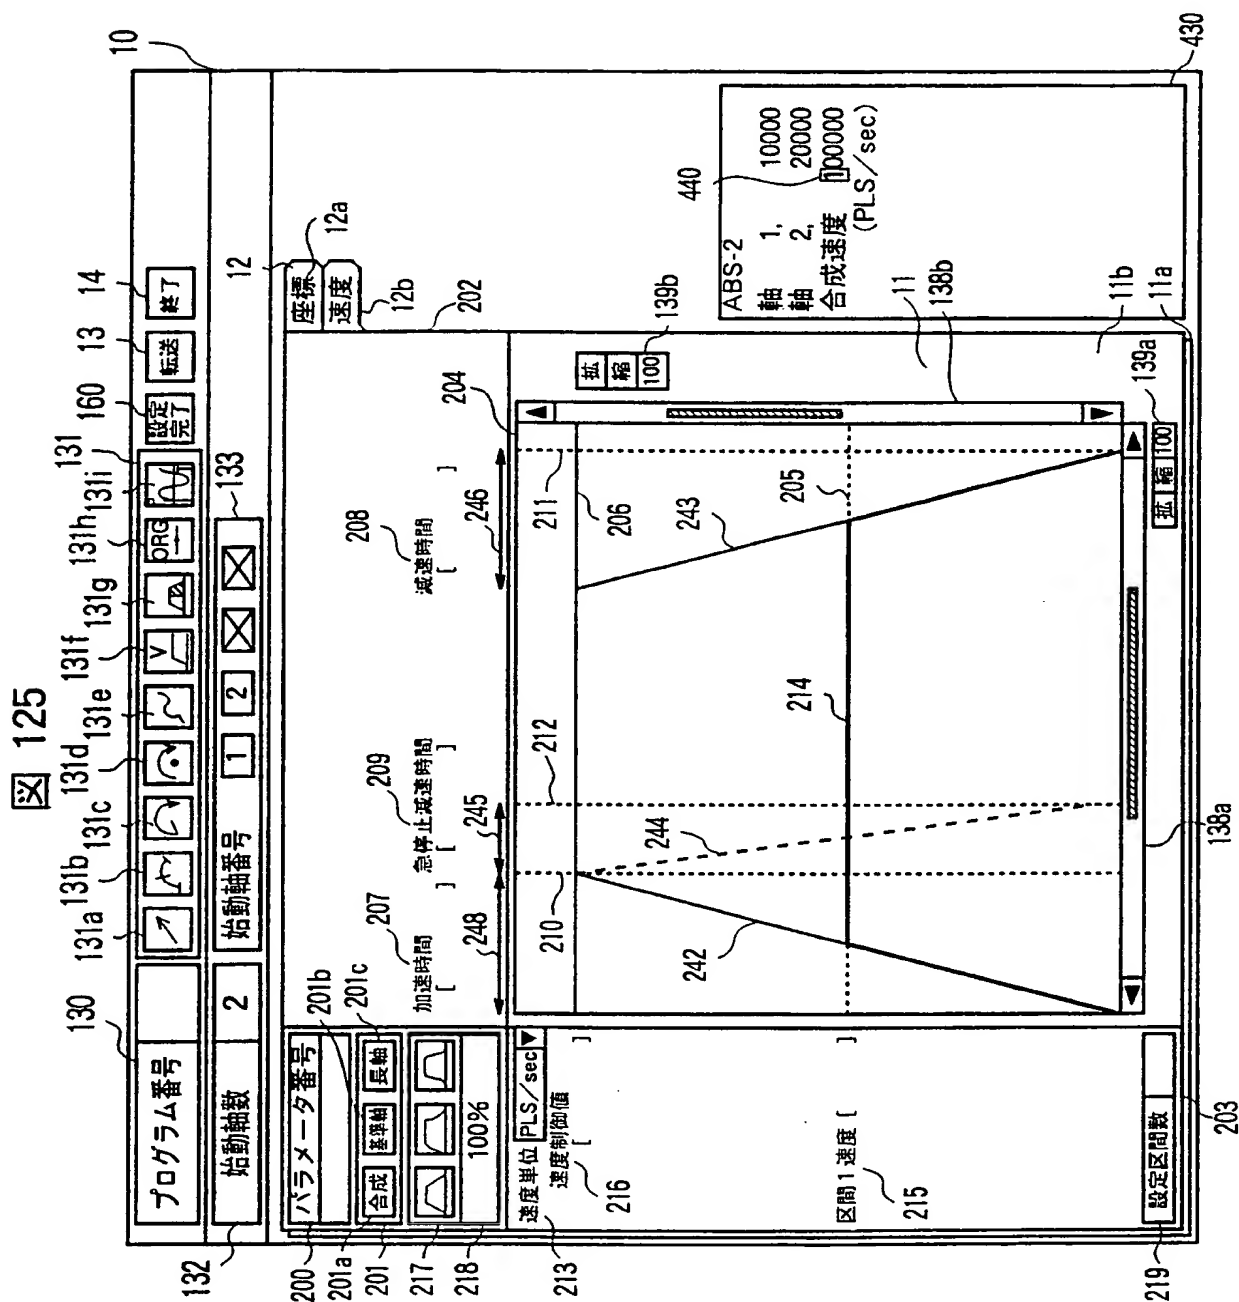 図 125
10
130
131a
131b
131c
131d
131e
131f
131g
131h
131i
131
160
13
14
プログラム番号
ORG
V
設定完了
転送
終了
132
始動軸数 2
始動軸番号 1 2
133
12
12a
座標
速度
12b
202
200
パラメータ番号
201b
201a
201
合成 基準軸 長軸
201c
217
218
100%
加速時間
[ ]
207
急停止減速時間
[ ]
209
減速時間
[ ]
208
248
245
246
204
213
速度単位 PLS/sec
速度制御値
[ ]
216
210
212
211
206
拡 縮 100
139b
242
244
214
205
243
区間1速度 [ ]
215
11
138b
11b
11a
139a
拡 縮 100
138a
設定区間数
219
203
440
ABS-2
軸 1, 10000
軸 2, 20000
合成速度 100000
(PLS/sec)
430